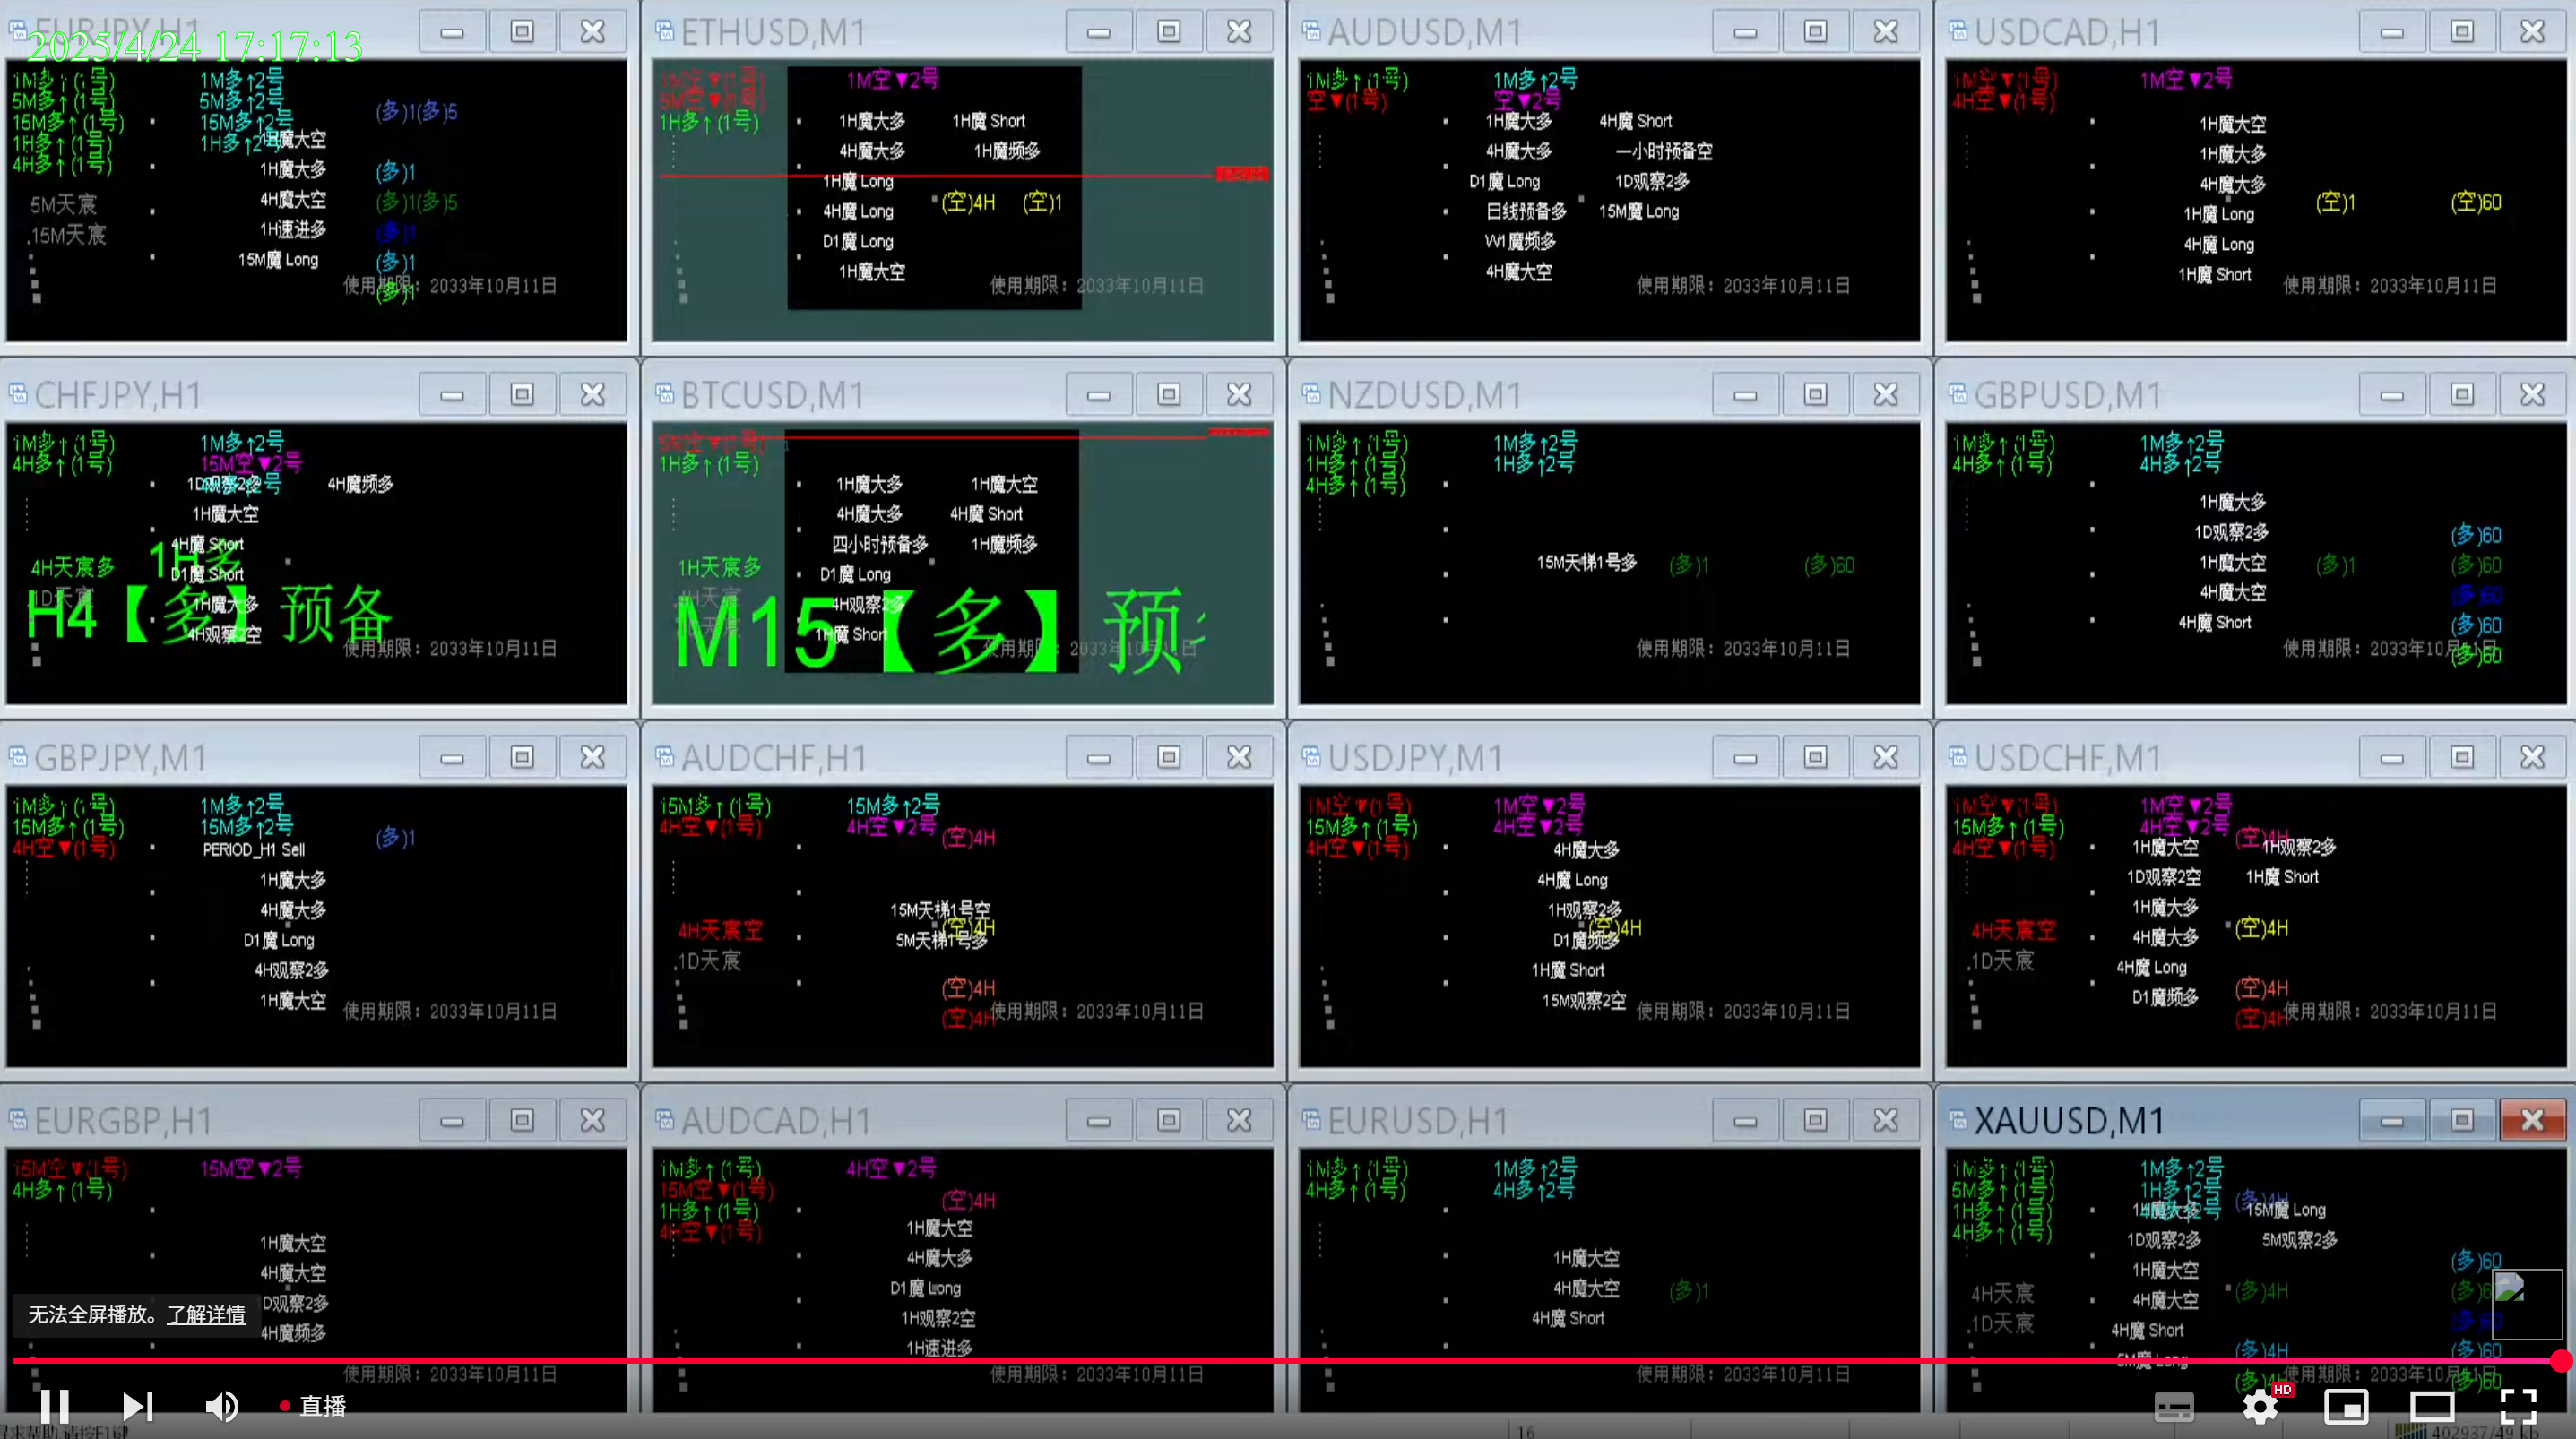 EURJPY,H1
2025/4/24 17:17:13
1M多↑(1号)
1M多↑2号
5M多↑(1号)
5M多↑2号
(多)1(多)5
15M多↑(1号)
15M多↑2号
1H多↑(1号)
1H多↑2号
1H魔大空
4H多↑(1号)
1H魔大多
(多)1
5M天宸
4H魔大空
(多)1(多)5
.15M天宸
1H速进多
(多)1
15M魔 Long
(多)1
使用期限：2033年10月11日
(多)1
ETHUSD,M1
1M空▼(1号)
1M空▼2号
5M空▼(1号)
1H多↑(1号)
1H魔大多
1H魔 Short
4H魔大多
1H魔频多
1H魔 Long
4H魔 Long
(空)4H
(空)1
D1魔 Long
1H魔大空
使用期限：2033年10月11日
AUDUSD,M1
1M多↑(1号)
1M多↑2号
空▼(1号)
空▼2号
1H魔大多
4H魔 Short
4H魔大多
一小时预备空
D1魔 Long
1D观察2多
日线预备多
15M魔 Long
W1魔频多
4H魔大空
使用期限：2033年10月11日
USDCAD,H1
1M空▼(1号)
1M空▼2号
4H空▼(1号)
1H魔大空
1H魔大多
4H魔大多
(空)1
(空)60
1H魔 Long
4H魔 Long
1H魔 Short
使用期限：2033年10月11日
CHFJPY,H1
1M多↑(1号)
1M多↑2号
4H多↑(1号)
15M空▼2号
1D观察2多
4H魔频多
1H魔大空
4H魔 Short
1H多
4H天宸多
D1魔 Short
1D天宸
1H魔大多
H4【多】预备
4H观察2空
使用期限：2033年10月11日
BTCUSD,M1
5M空▼(1号)
1H多↑(1号)
1H魔大多
1H魔大空
4H魔大多
4H魔 Short
四小时预备多
1H魔频多
1H天宸多
D1魔 Long
4H天宸
4H观察2多
M15【多】预
1H魔 Short
NZDUSD,M1
1M多↑(1号)
1M多↑2号
1H多↑(1号)
1H多↑2号
4H多↑(1号)
15M天梯1号多
(多)1
(多)60
使用期限：2033年10月11日
GBPUSD,M1
1M多↑(1号)
1M多↑2号
4H多↑(1号)
4H多↑2号
1H魔大多
1D观察2多
(多)60
1H魔大空
(多)1
(多)60
4H魔大空
(多)60
4H魔 Short
(多)60
使用期限：2033年10月11日
(多)60
GBPJPY,M1
1M多↑(1号)
1M多↑2号
15M多↑(1号)
15M多↑2号
(多)1
4H空▼(1号)
PERIOD_H1 Sell
1H魔大多
4H魔大多
D1魔 Long
4H观察2多
1H魔大空
使用期限：2033年10月11日
AUDCHF,H1
15M多↑(1号)
15M多↑2号
4H空▼(1号)
4H空▼2号
(空)4H
15M天梯1号空
4H天宸空
(空)4H
5M天梯1号多
.1D天宸
(空)4H
(空)4H
使用期限：2033年10月11日
USDJPY,M1
1M空▼(1号)
1M空▼2号
15M多↑(1号)
4H空▼2号
4H空▼(1号)
4H魔大多
4H魔 Long
1H观察2多
(空)4H
D1魔频多
1H魔 Short
15M观察2空
使用期限：2033年10月11日
USDCHF,M1
1M空▼(1号)
1M空▼2号
15M多↑(1号)
4H空▼2号
(空)4H
4H空▼(1号)
1H魔大空
1H观察2多
1D观察2空
1H魔 Short
1H魔大多
4H天宸空
4H魔大多
(空)4H
.1D天宸
4H魔 Long
D1魔频多
(空)4H
(空)4H
使用期限：2033年10月11日
EURGBP,H1
15M空▼(1号)
15M空▼2号
4H多↑(1号)
1H魔大空
4H魔大空
1D观察2多
4H魔频多
无法全屏播放。了解详情
使用期限：2033年10月11日
AUDCAD,H1
1M多↑(1号)
4H空▼2号
15M空▼(1号)
(空)4H
1H多↑(1号)
4H空▼(1号)
1H魔大空
4H魔大多
D1魔 Long
1H观察2空
1H速进多
使用期限：2033年10月11日
EURUSD,H1
1M多↑(1号)
1M多↑2号
4H多↑(1号)
4H多↑2号
1H魔大空
4H魔大空
(多)1
4H魔 Short
使用期限：2033年10月11日
XAUUSD,M1
1M多↑(1号)
1M多↑2号
5M多↑(1号)
1H多↑2号
(多)4H
1H多↑(1号)
15M魔 Long
4H多↑(1号)
1D观察2多
5M观察2多
1H魔大空
(多)60
4H天宸
4H魔大空
(多)4H
.1D天宸
4H魔 Short
(多)4H
(多)60
5M魔 Long
使用期限：2033年10月11日
直播
HD
16
402937/49 kb